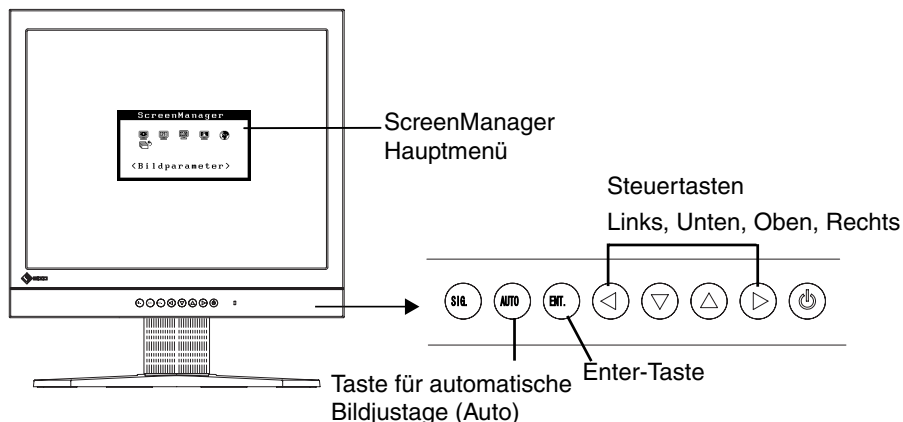 ScreenManager
<Bildparameter>
ScreenManager
Hauptmenü
Steuertasten
Links, Unten, Oben, Rechts
EIZO
SIG.
AUTO
ENT.
Enter-Taste
Taste für automatische
Bildjustage (Auto)